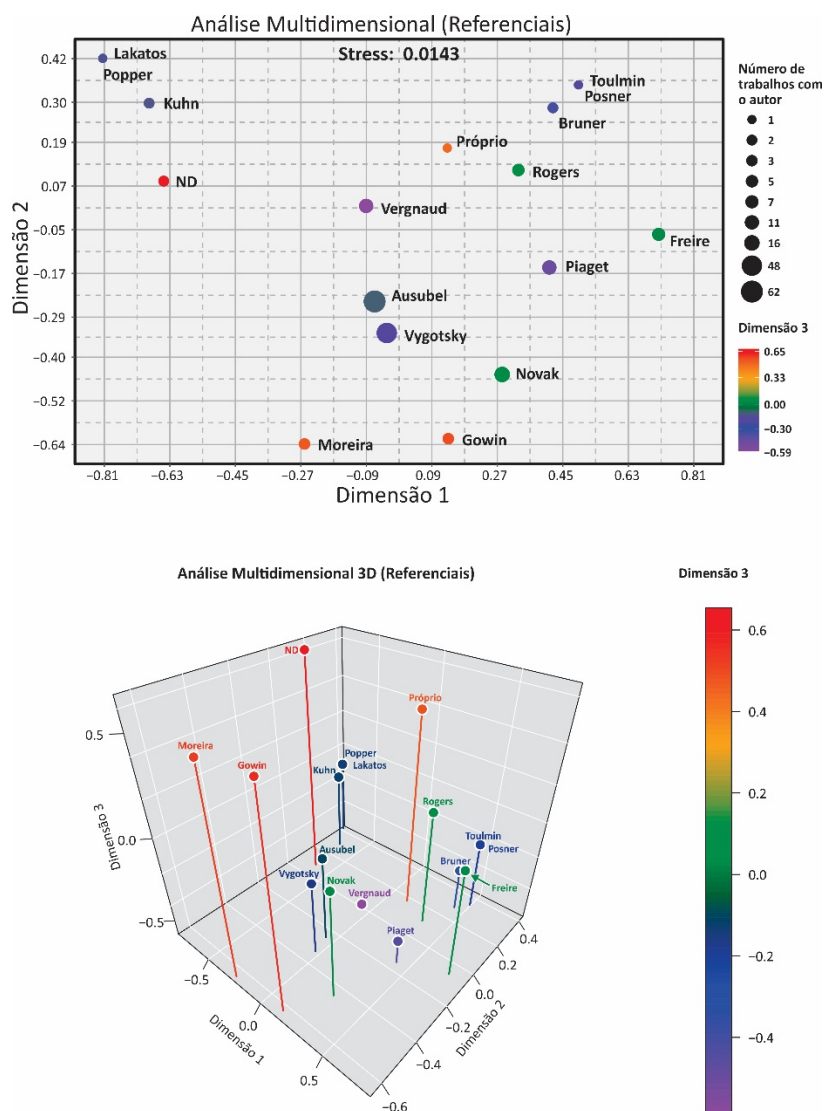 Análise Multidimensional (Referenciais)
Stress: 0.0143
Dimensão 2
0.42
0.30
0.19
0.07
−0.05
−0.17
−0.29
−0.40
−0.52
−0.64
Lakatos
Popper
Kuhn
ND
Toulmin
Posner
Bruner
Próprio
Rogers
Vergnaud
Freire
Piaget
Ausubel
Vygotsky
Novak
Moreira
Gowin
−0.81 −0.63 −0.45 −0.27 −0.09 0.09 0.27 0.45 0.63 0.81
Dimensão 1
Número de
trabalhos com
o autor
1
2
3
5
7
11
16
48
62
Dimensão 3
0.65
0.33
0.00
−0.30
−0.59
Análise Multidimensional 3D (Referenciais)
Dimensão 3
ND
Próprio
Moreira
Gowin
Popper
Lakatos
Kuhn
Rogers
Toulmin
Posner
Ausubel
Bruner
Vygotsky
Novak
Vergnaud
Freire
Piaget
Dimensão 3
0.5
0.0
−0.5
Dimensão 1
−0.5
0.0
0.5
Dimensão 2
−0.6
−0.4
−0.2
0.0
0.2
0.4
0.6
0.4
0.2
0.0
−0.2
−0.4